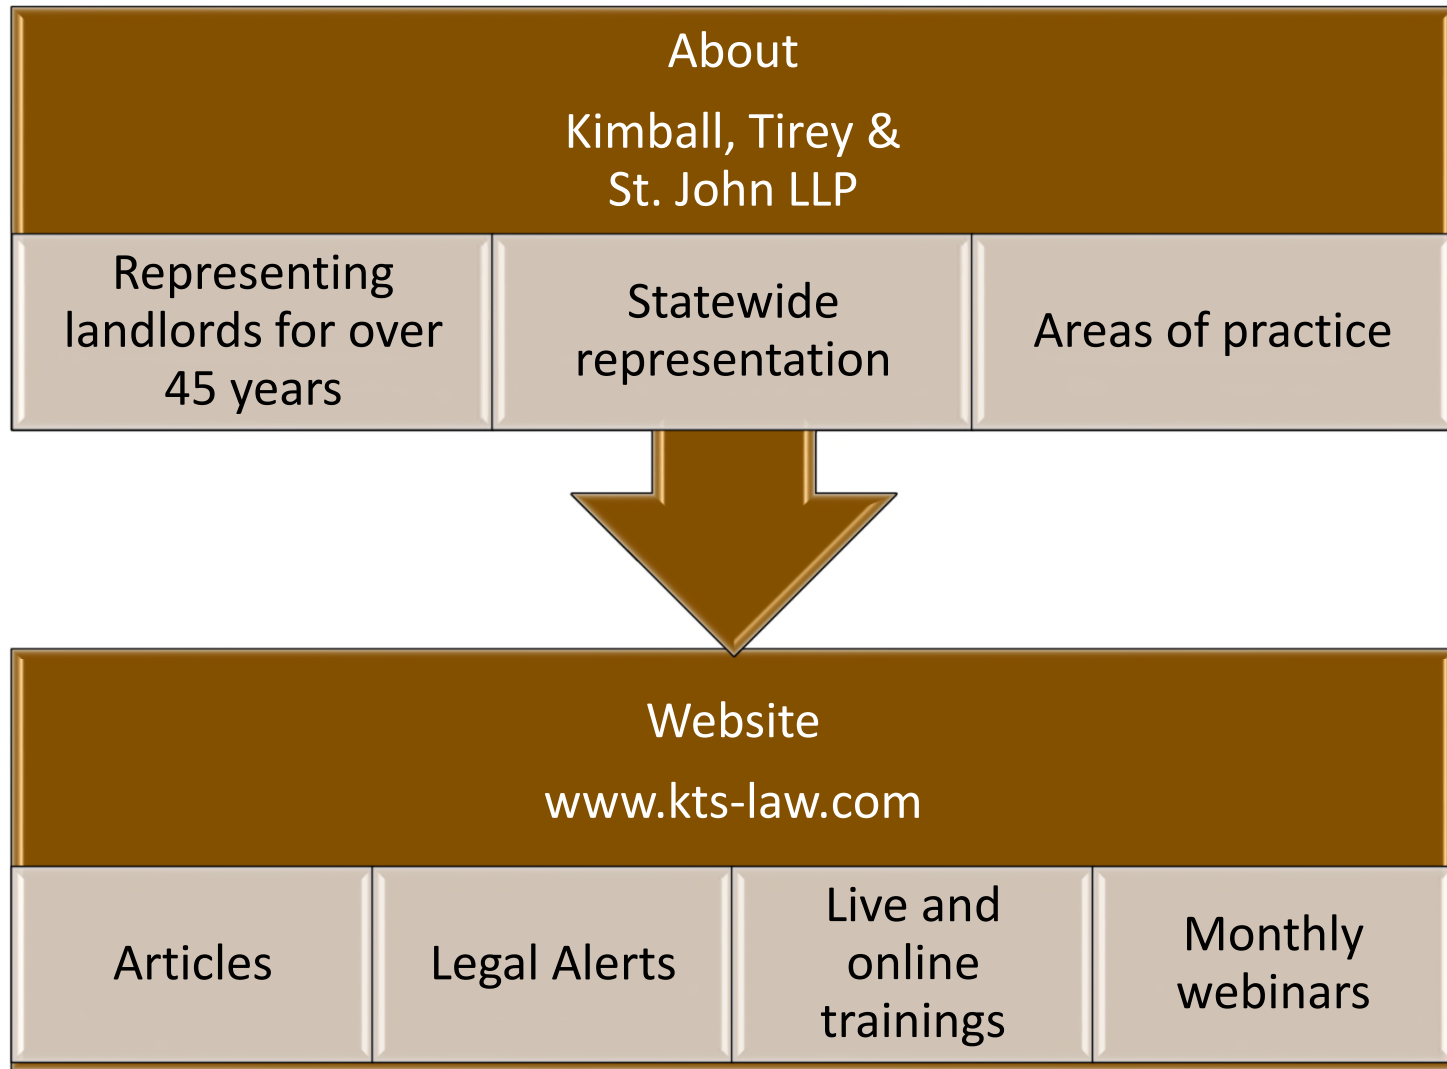 About
Kimball, Tirey &
St. John LLP
Representing
landlords for over
45 years
Statewide
representation
Areas of practice
Website
www.kts-law.com
Articles
Legal Alerts
Live and
online
trainings
Monthly
webinars